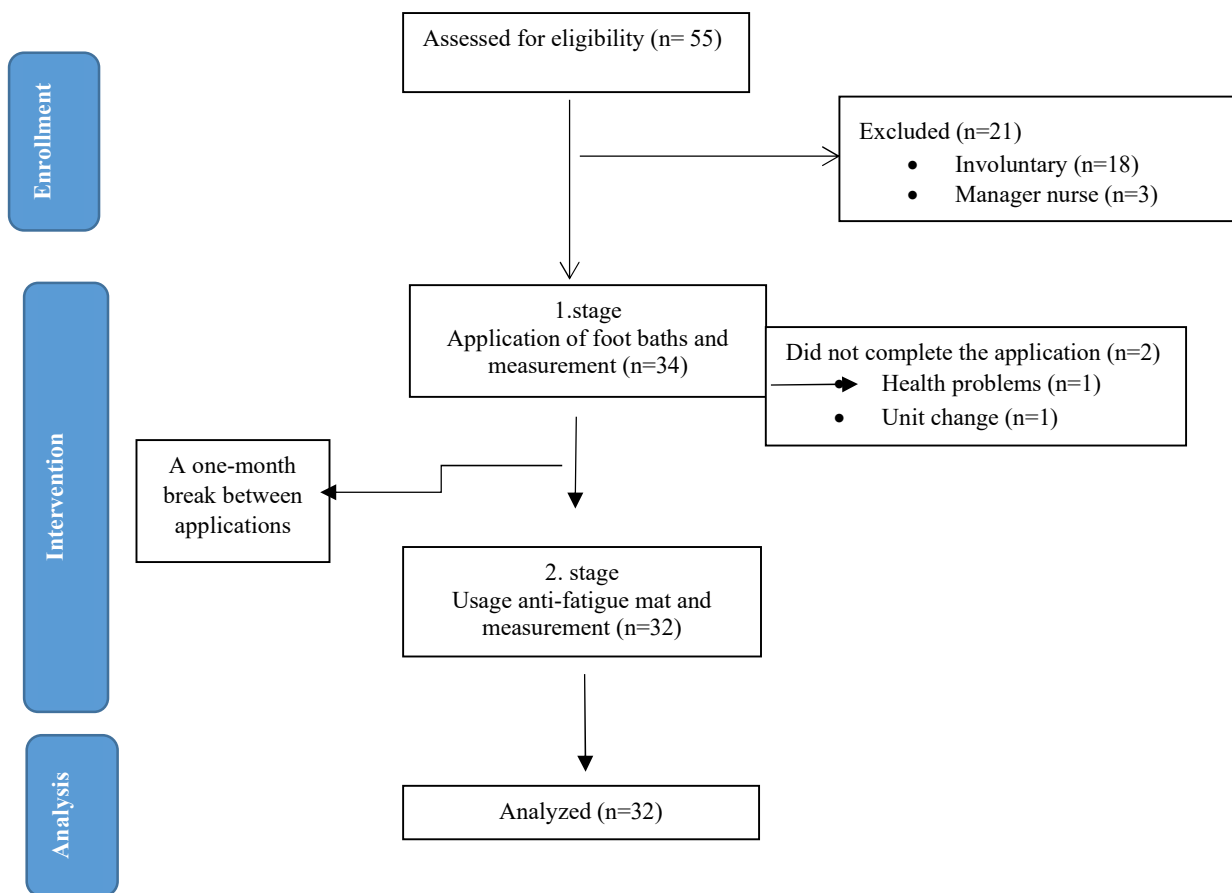 Assessed for eligibility (n= 55)
Enrollment
Excluded (n=21)
• Involuntary (n=18)
• Manager nurse (n=3)
1.stage
Application of foot baths and
measurement (n=34)
Did not complete the application (n=2)
• Health problems (n=1)
• Unit change (n=1)
Intervention
A one-month
break between
applications
2. stage
Usage anti-fatigue mat and
measurement (n=32)
Analysis
Analyzed (n=32)